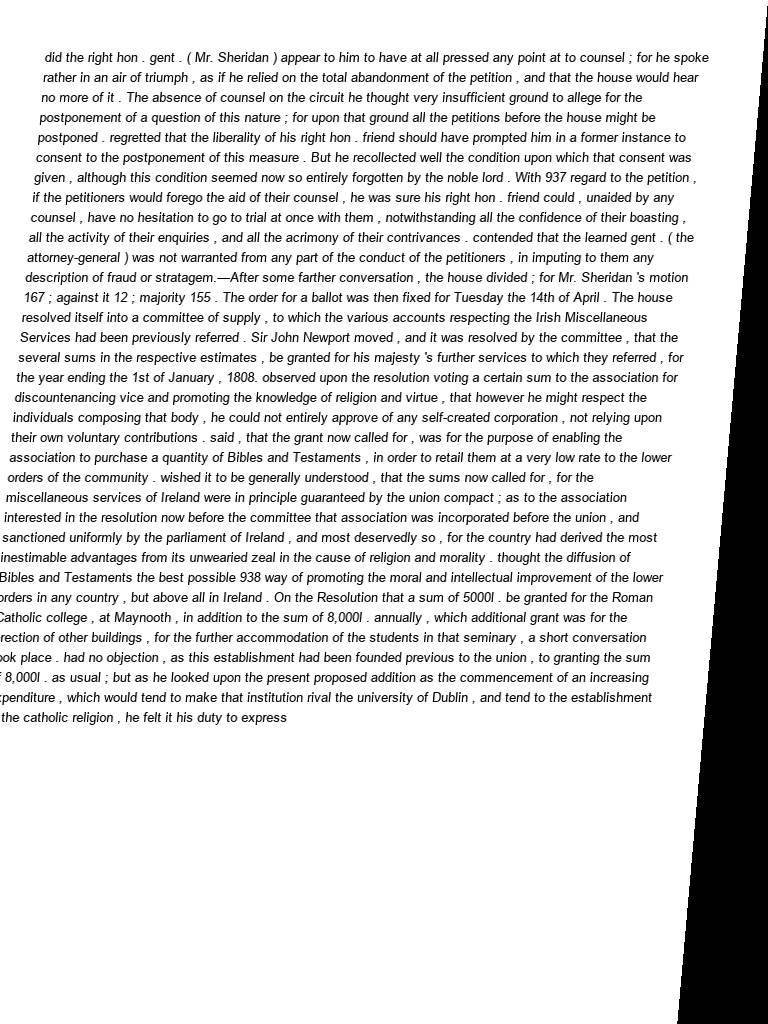 did the right hon . gent . ( Mr. Sheridan ) appear to him to have at all pressed any point at to counsel ; for he spoke
rather in an air of triumph , as if he relied on the total abandonment of the petition , and that the house would hear
no more of it . The absence of counsel on the circuit he thought very insufficient ground to allege for the
postponement of a question of this nature ; for upon that ground all the petitions before the house might be
postponed . regretted that the liberality of his right hon . friend should have prompted him in a former instance to
consent to the postponement of this measure . But he recollected well the condition upon which that consent was
given , although this condition seemed now so entirely forgotten by the noble lord . With 937 regard to the petition ,
if the petitioners would forego the aid of their counsel , he was sure his right hon . friend could , unaided by any
counsel , have no hesitation to go to trial at once with them , notwithstanding all the confidence of their boasting ,
all the activity of their enquiries , and all the acrimony of their contrivances . contended that the learned gent . ( the
attorney-general ) was not warranted from any part of the conduct of the petitioners , in imputing to them any
description of fraud or stratagem.—After some farther conversation , the house divided ; for Mr. Sheridan 's motion
167 ; against it 12 ; majority 155 . The order for a ballot was then fixed for Tuesday the 14th of April . The house
resolved itself into a committee of supply , to which the various accounts respecting the Irish Miscellaneous
Services had been previously referred . Sir John Newport moved , and it was resolved by the committee , that the
several sums in the respective estimates , be granted for his majesty 's further services to which they referred , for
the year ending the 1st of January , 1808. observed upon the resolution voting a certain sum to the association for
discountenancing vice and promoting the knowledge of religion and virtue , that however he might respect the
individuals composing that body , he could not entirely approve of any self-created corporation , not relying upon
their own voluntary contributions . said , that the grant now called for , was for the purpose of enabling the
association to purchase a quantity of Bibles and Testaments , in order to retail them at a very low rate to the lower
orders of the community . wished it to be generally understood , that the sums now called for , for the
miscellaneous services of Ireland were in principle guaranteed by the union compact ; as to the association
interested in the resolution now before the committee that association was incorporated before the union , and
sanctioned uniformly by the parliament of Ireland , and most deservedly so , for the country had derived the most
inestimable advantages from its unwearied zeal in the cause of religion and morality . thought the diffusion of
Bibles and Testaments the best possible 938 way of promoting the moral and intellectual improvement of the lower
orders in any country , but above all in Ireland . On the Resolution that a sum of 5000l . be granted for the Roman
Catholic college , at Maynooth , in addition to the sum of 8,000l . annually , which additional grant was for the
rection of other buildings , for the further accommodation of the students in that seminary , a short conversation
ook place . had no objection , as this establishment had been founded previous to the union , to granting the sum
8,000l . as usual ; but as he looked upon the present proposed addition as the commencement of an increasing
xpenditure , which would tend to make that institution rival the university of Dublin , and tend to the establishment
the catholic religion , he felt it his duty to express